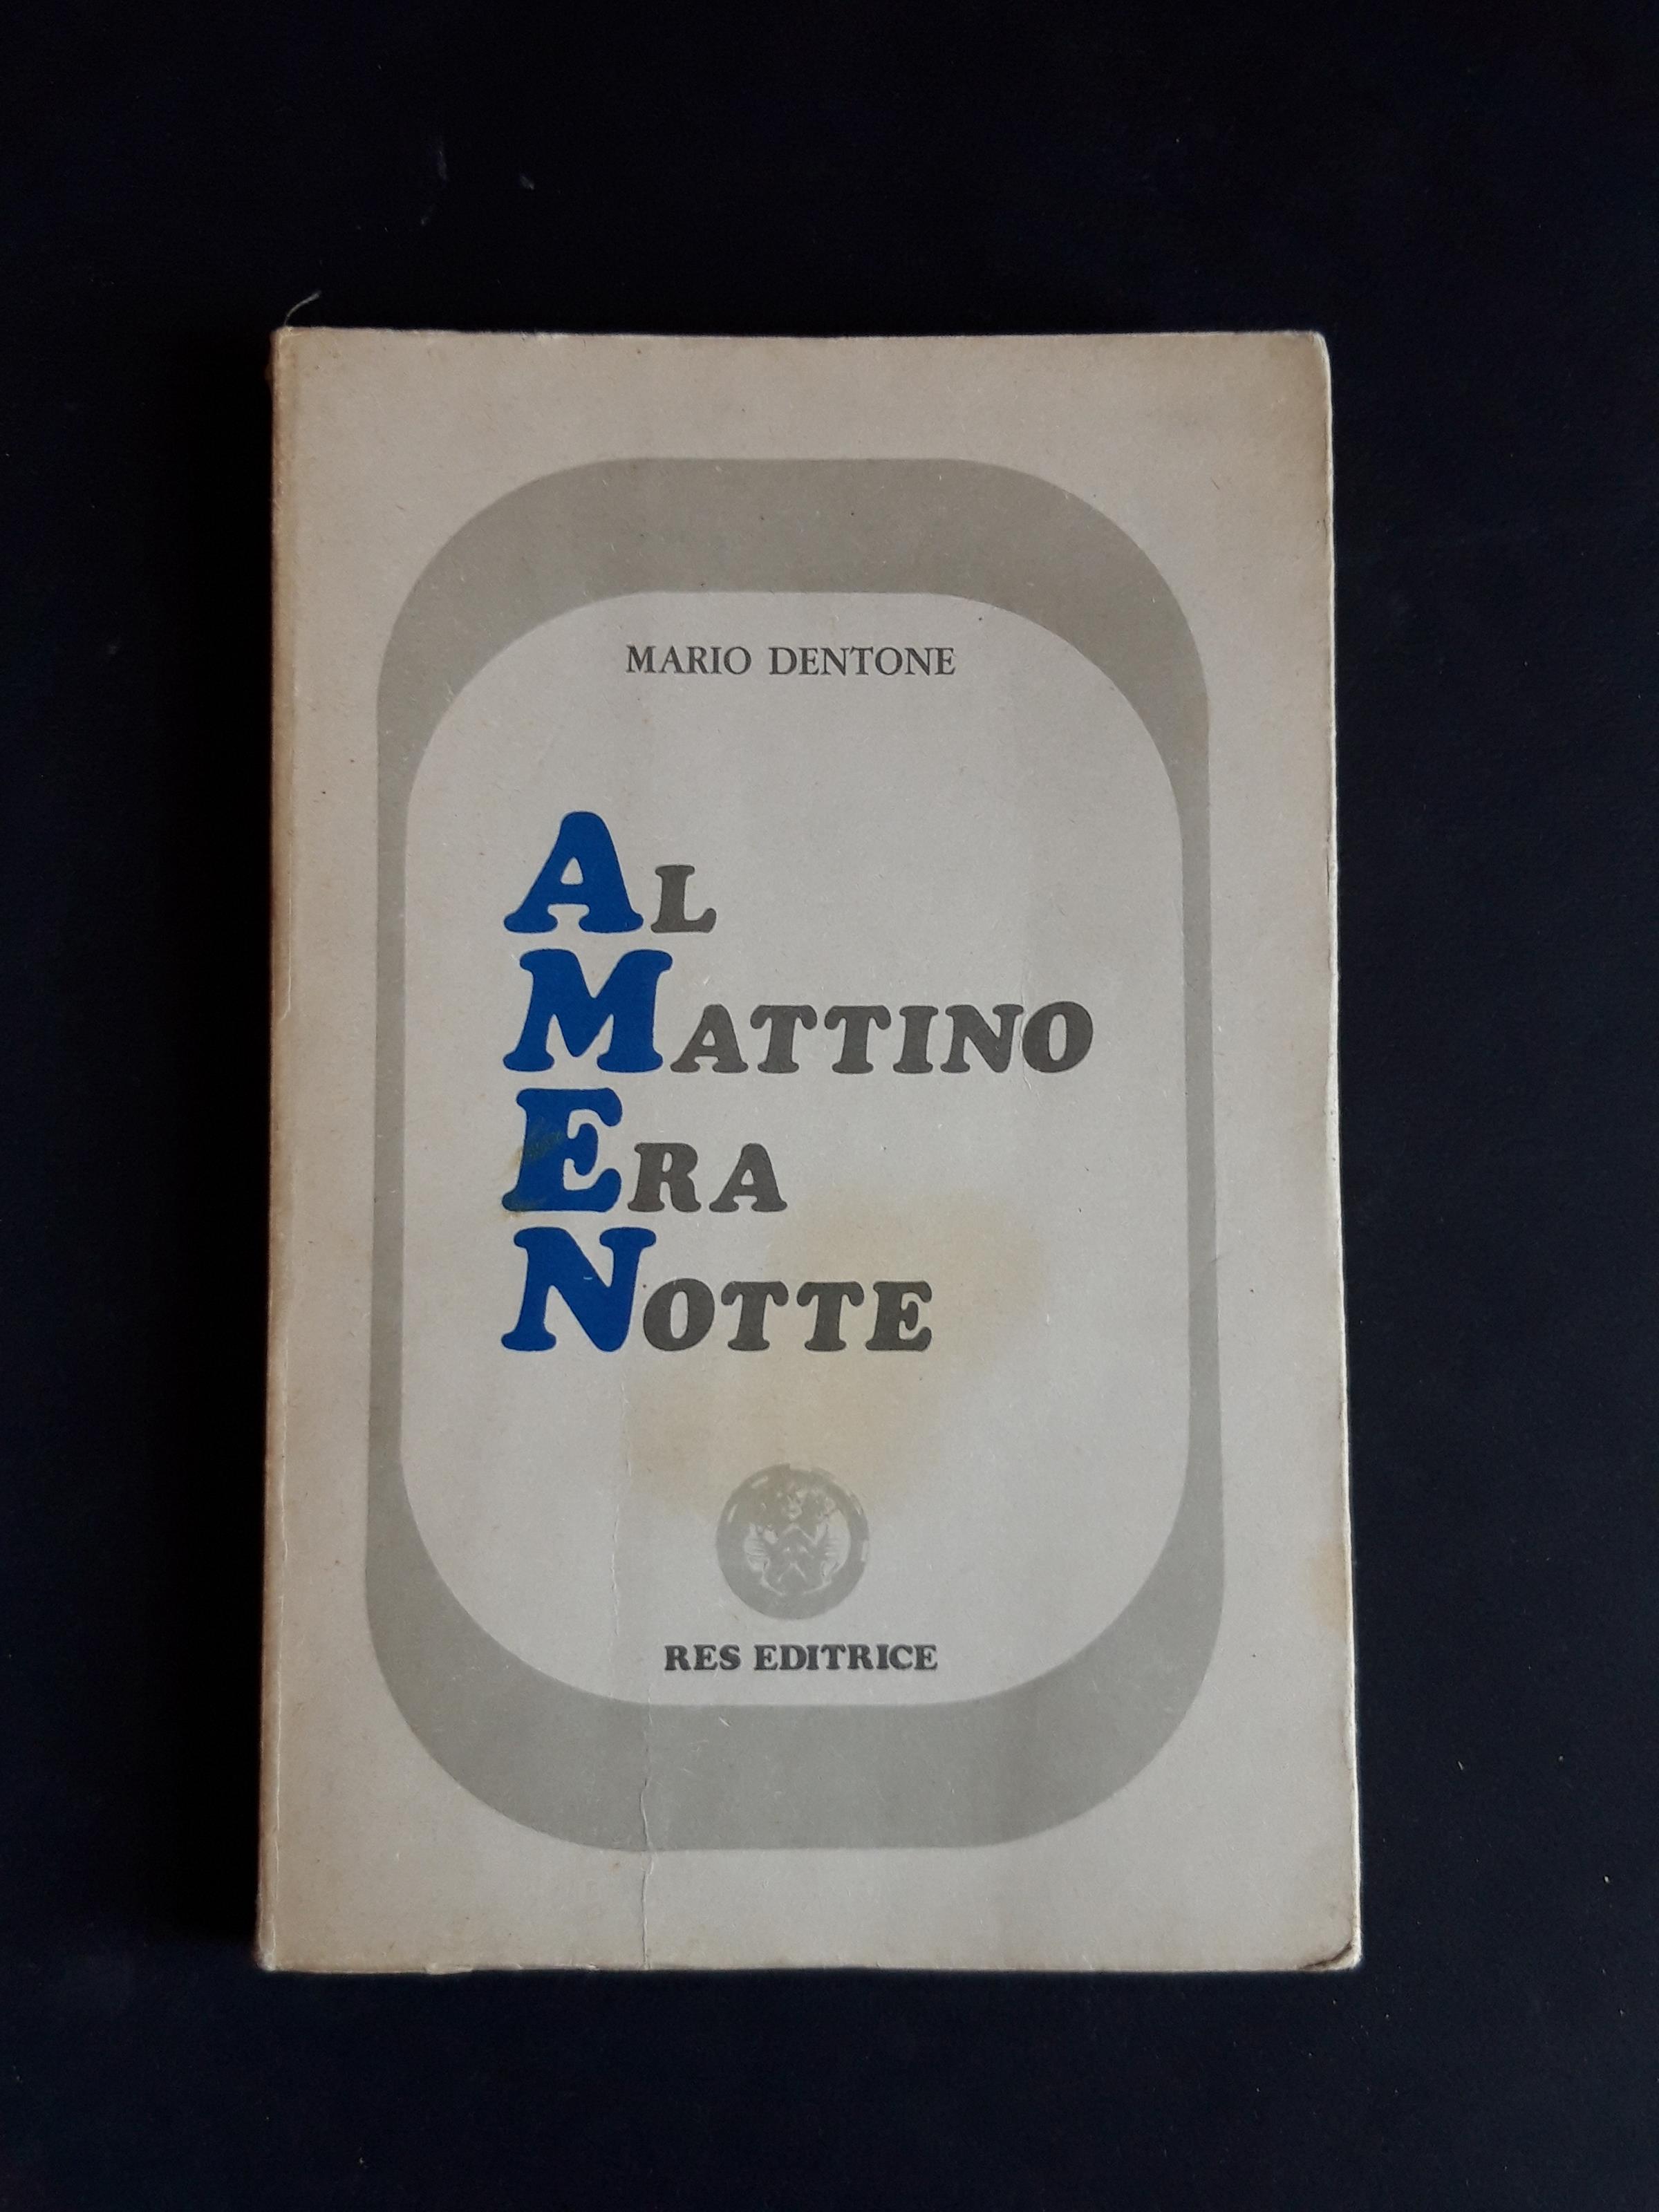 MARIO DENTONE
AL
MATTINO
ERA
NOTTE
RES EDITRICE